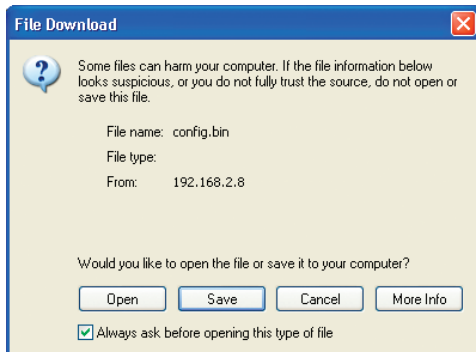 File Download
Some files can harm your computer. If the file information below
looks suspicious, or you do not fully trust the source, do not open or
save this file.
File name: config.bin
File type:
From: 192.168.2.8
Would you like to open the file or save it to your computer?
Open Save Cancel More Info
Always ask before opening this type of file